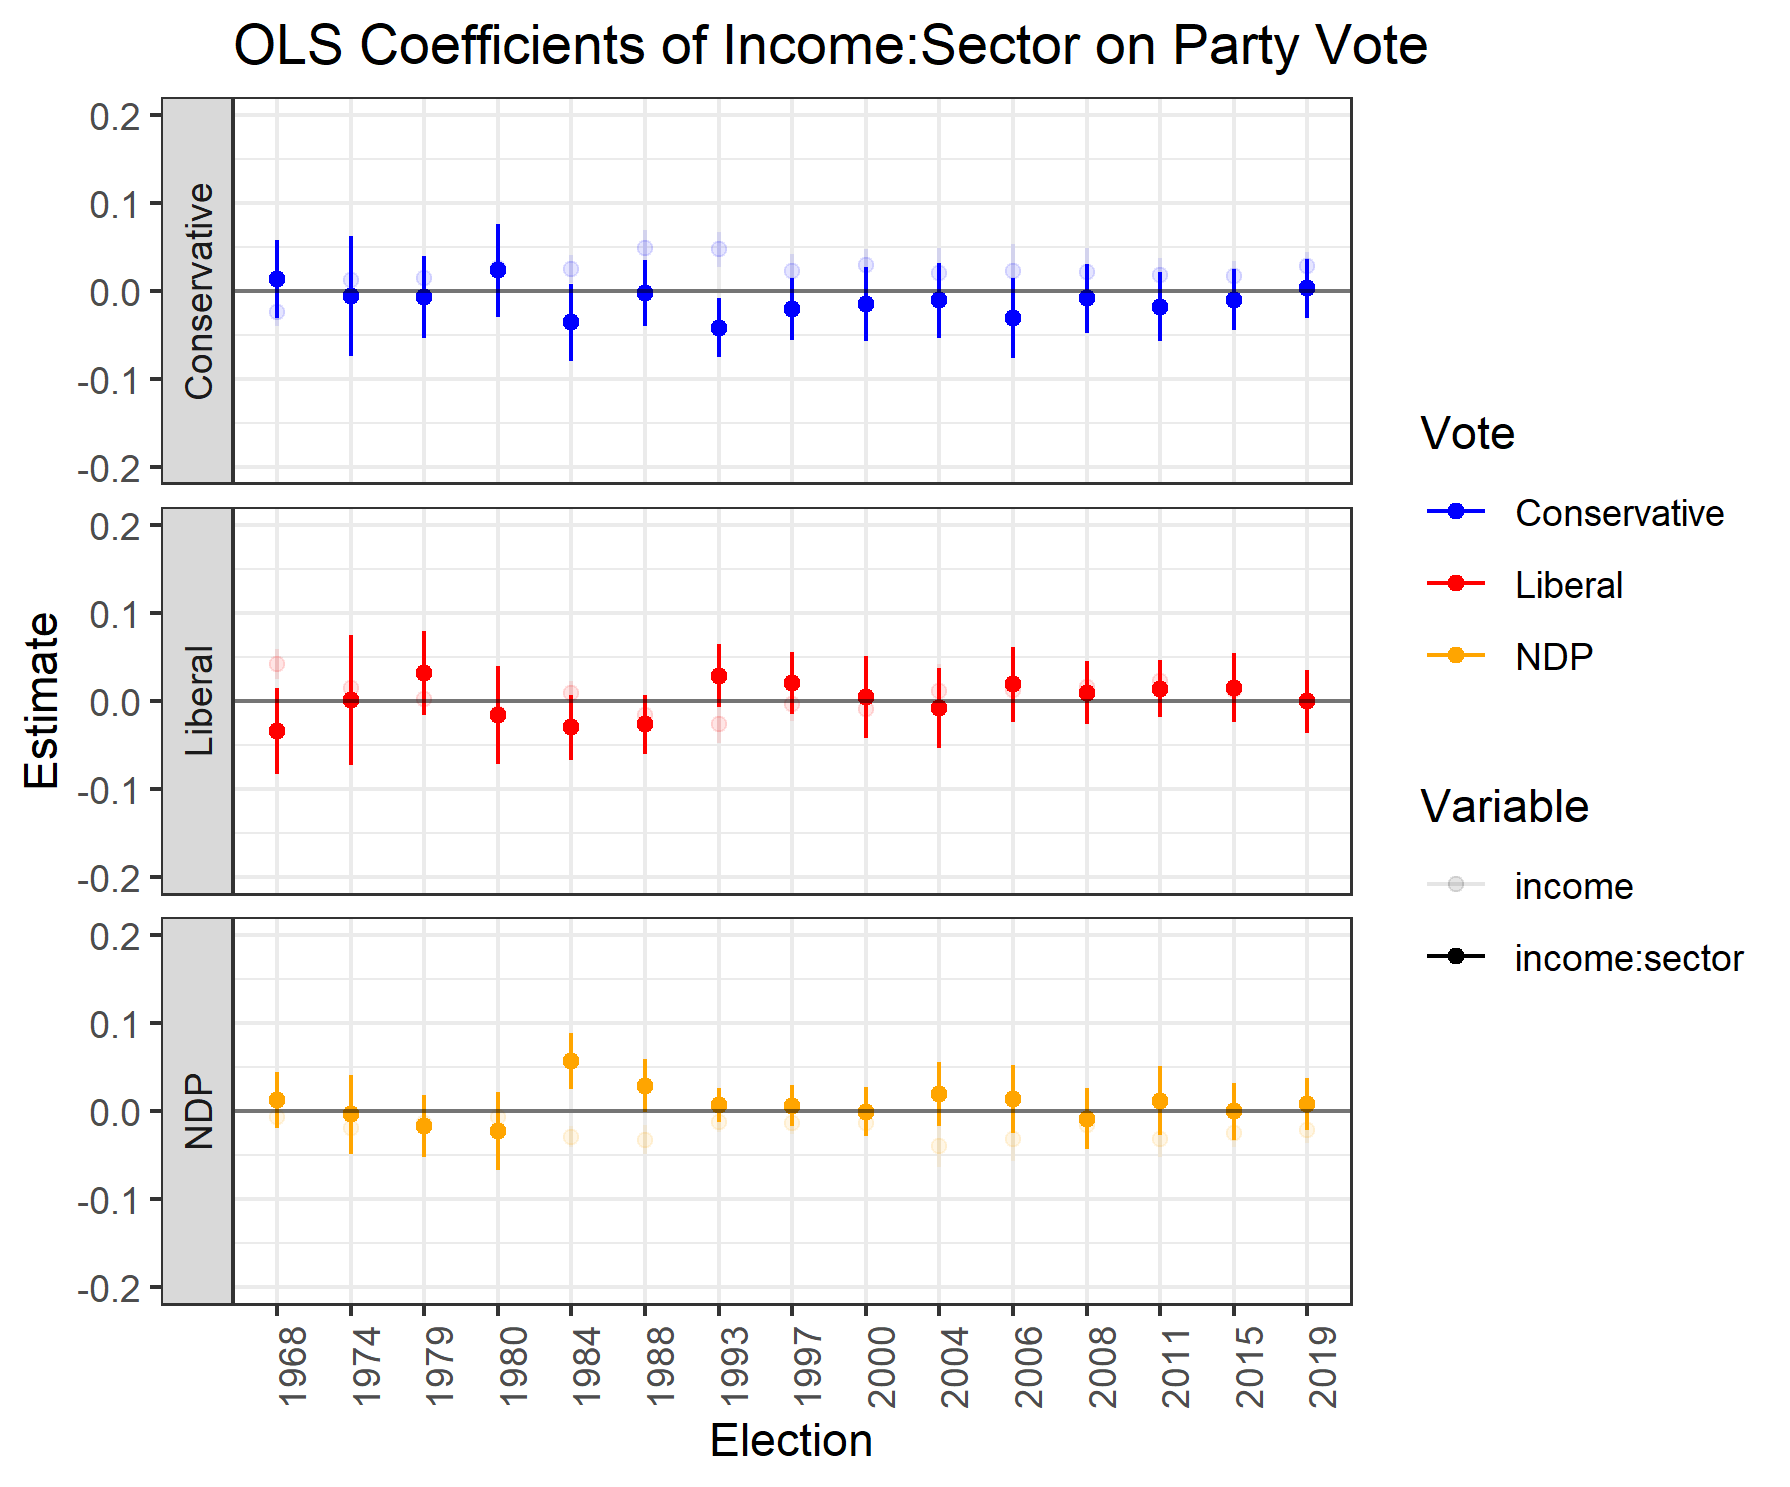 OLS Coefficients of Income:Sector on Party Vote
Estimate
Conservative
0.2
0.1
0.0
-0.1
-0.2
Liberal
0.2
0.1
0.0
-0.1
-0.2
NDP
0.2
0.1
0.0
-0.1
-0.2
1968
1974
1979
1980
1984
1988
1993
1997
2000
2004
2006
2008
2011
2015
2019
Election
Vote
Conservative
Liberal
NDP
Variable
income
income:sector